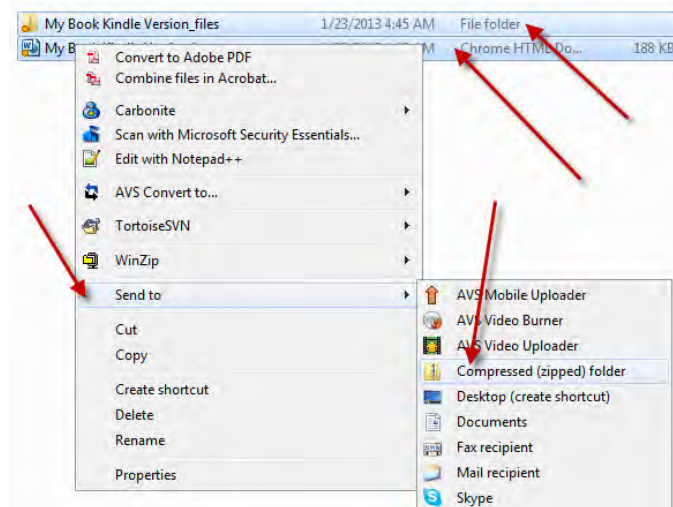 My Book Kindle Version_files 1/23/2013 4:45 AM File folder
My B M Chrome HTML Do... 188 KB
Convert to Adobe PDF
Combine files in Acrobat...
Carbonite
Scan with Microsoft Security Essentials...
Edit with Notepad++
AVS Convert to...
TortoiseSVN
WinZip
Send to
Cut
Copy
Create shortcut
Delete
Rename
Properties
AVS Mobile Uploader
AVS Video Burner
AVS Video Uploader
Compressed (zipped) folder
Desktop (create shortcut)
Documents
Fax recipient
Mail recipient
Skype